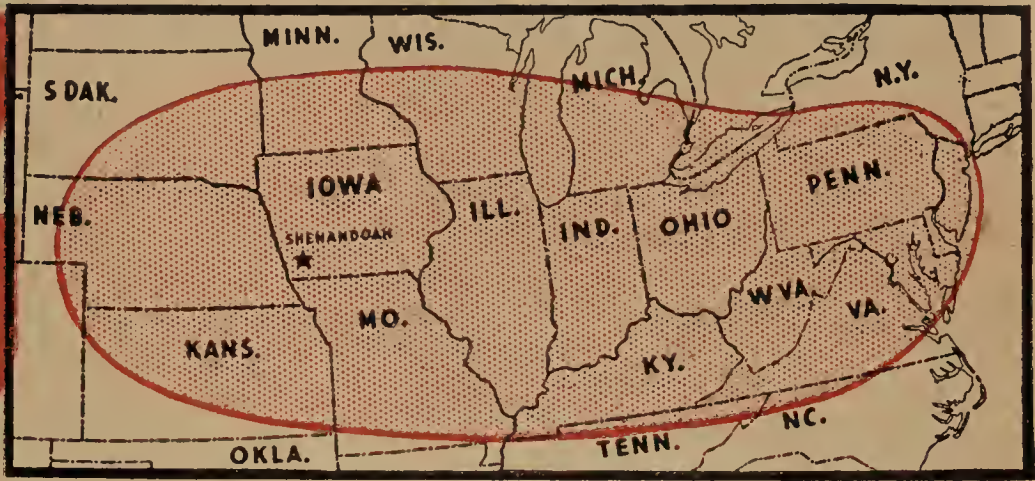 MINN.
WIS.
MICH.
N.Y.
S DAK.
IOWA
PENN.
NEB.
ILL.
IND.
OHIO
SHENANDOAH
W VA.
VA.
MO.
KANS.
KY.
NC.
TENN.
OKLA.